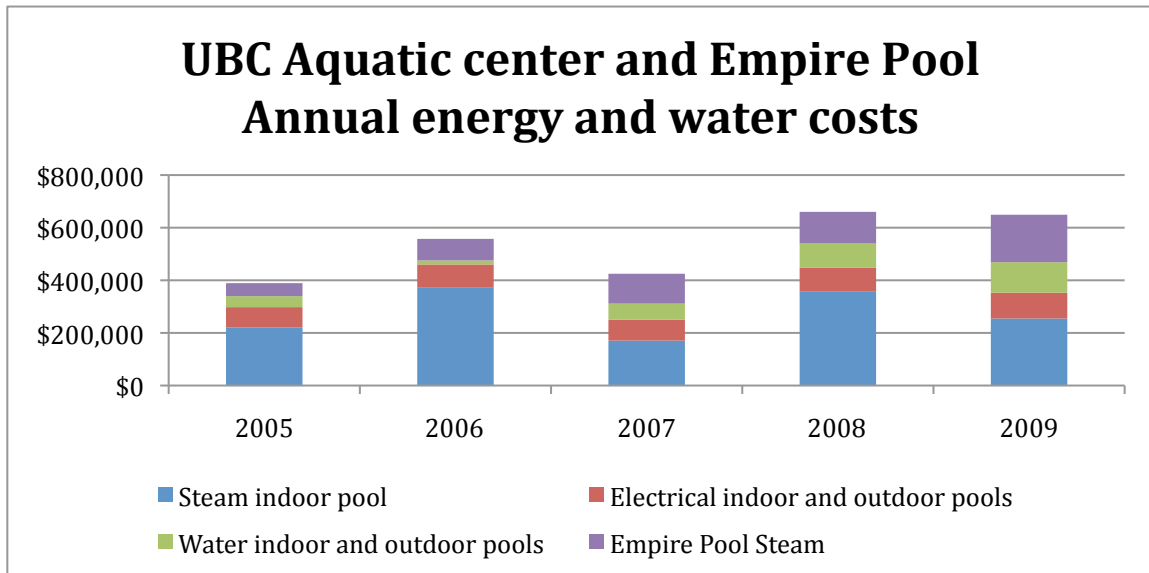 UBC Aquatic center and Empire Pool
Annual energy and water costs
$800,000
$600,000
$400,000
$200,000
$0
2005 2006 2007 2008 2009
Steam indoor pool Electrical indoor and outdoor pools
Water indoor and outdoor pools Empire Pool Steam